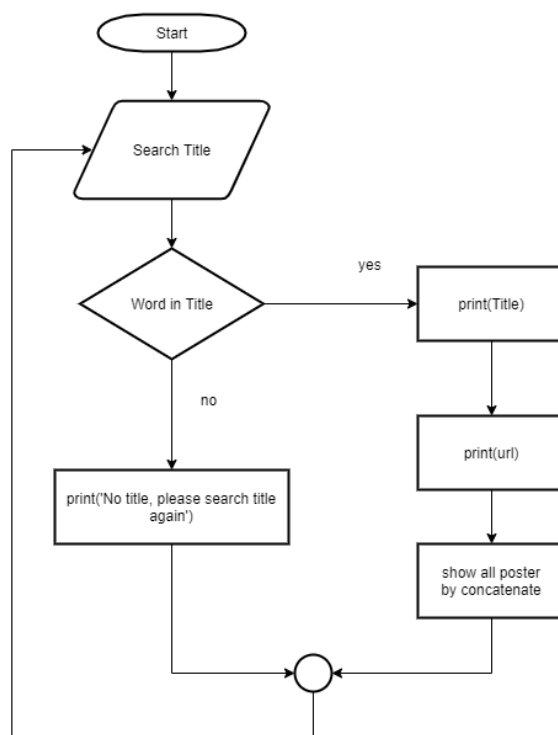 Start
Search Title
Word in Title
yes
print(Title)
no
print(url)
print('No title, please search title
again')
show all poster
by concatenate